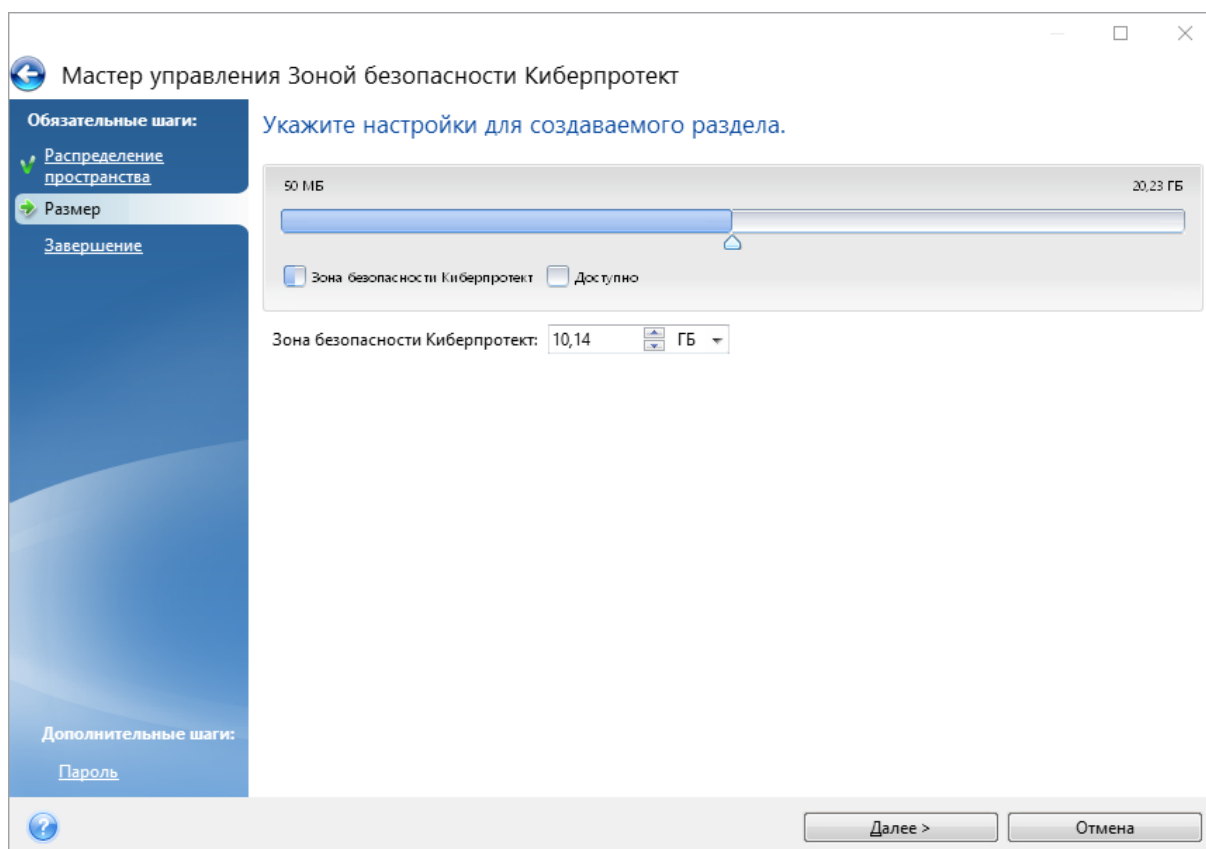 Мастер управления Зоной безопасности Киберпротект
Обязательные шаги:
Распределение
пространства
Размер
Завершение
Укажите настройки для создаваемого раздела.
50 МБ 20,23 ГБ
Зона безопасности Киберпротект Доступно
Зона безопасности Киберпротект: 10,14 ГБ
Дополнительные шаги:
Пароль
Далее > Отмена